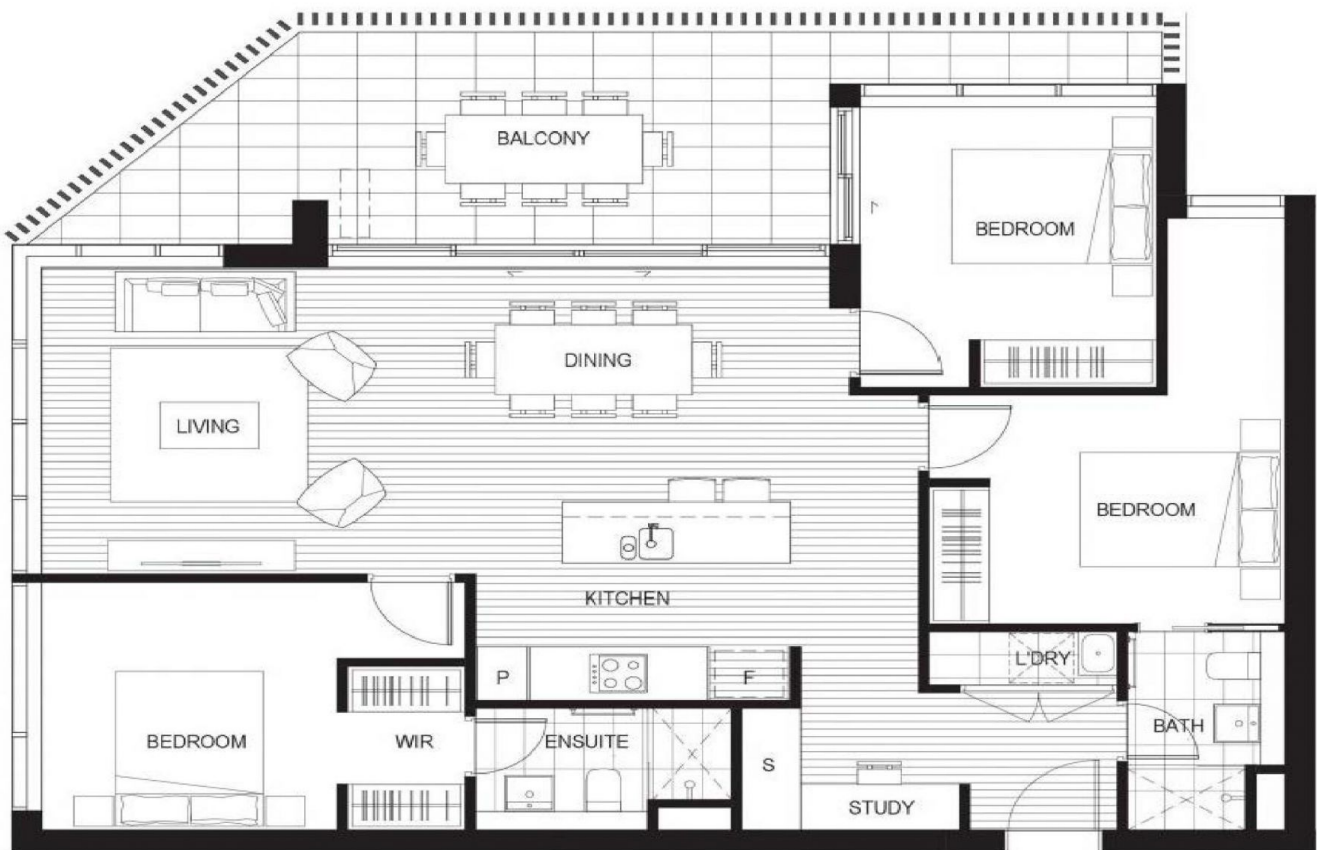 BALCONY
BEDROOM
DINING
LIVING
BEDROOM
KITCHEN
L'DRY
P
F
BEDROOM
WIR
ENSUITE
BATH
S
STUDY